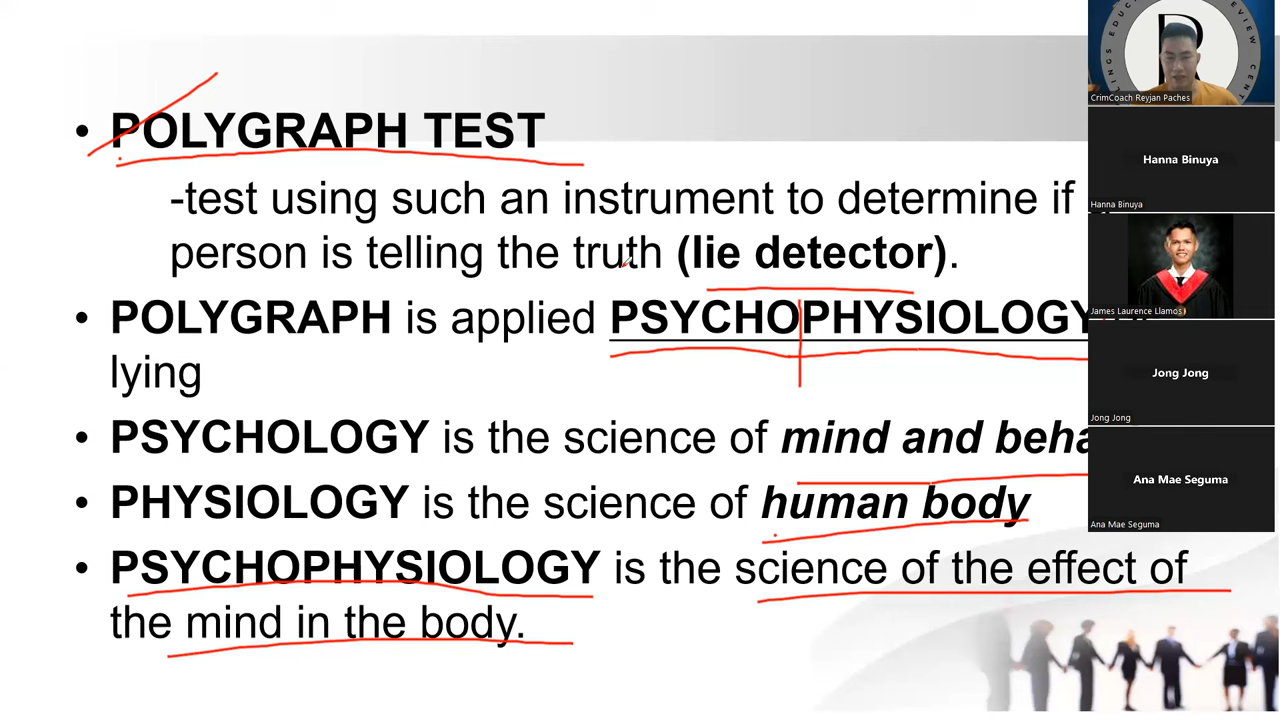 • POLYGRAPH TEST
-test using such an instrument to determine if
person is telling the truth (lie detector).
• POLYGRAPH is applied PSYCHOPHYSIOLOGY
lying
• PSYCHOLOGY is the science of mind and beha
• PHYSIOLOGY is the science of human body
• PSYCHOPHYSIOLOGY is the science of the effect of
the mind in the body.
CrimCoach Reyjan Paches
Hanna Binuya
Hanna Binuya
James Laurence Llamos
Jong Jong
Jong Jong
Ana Mae Seguma
Ana Mae Seguma